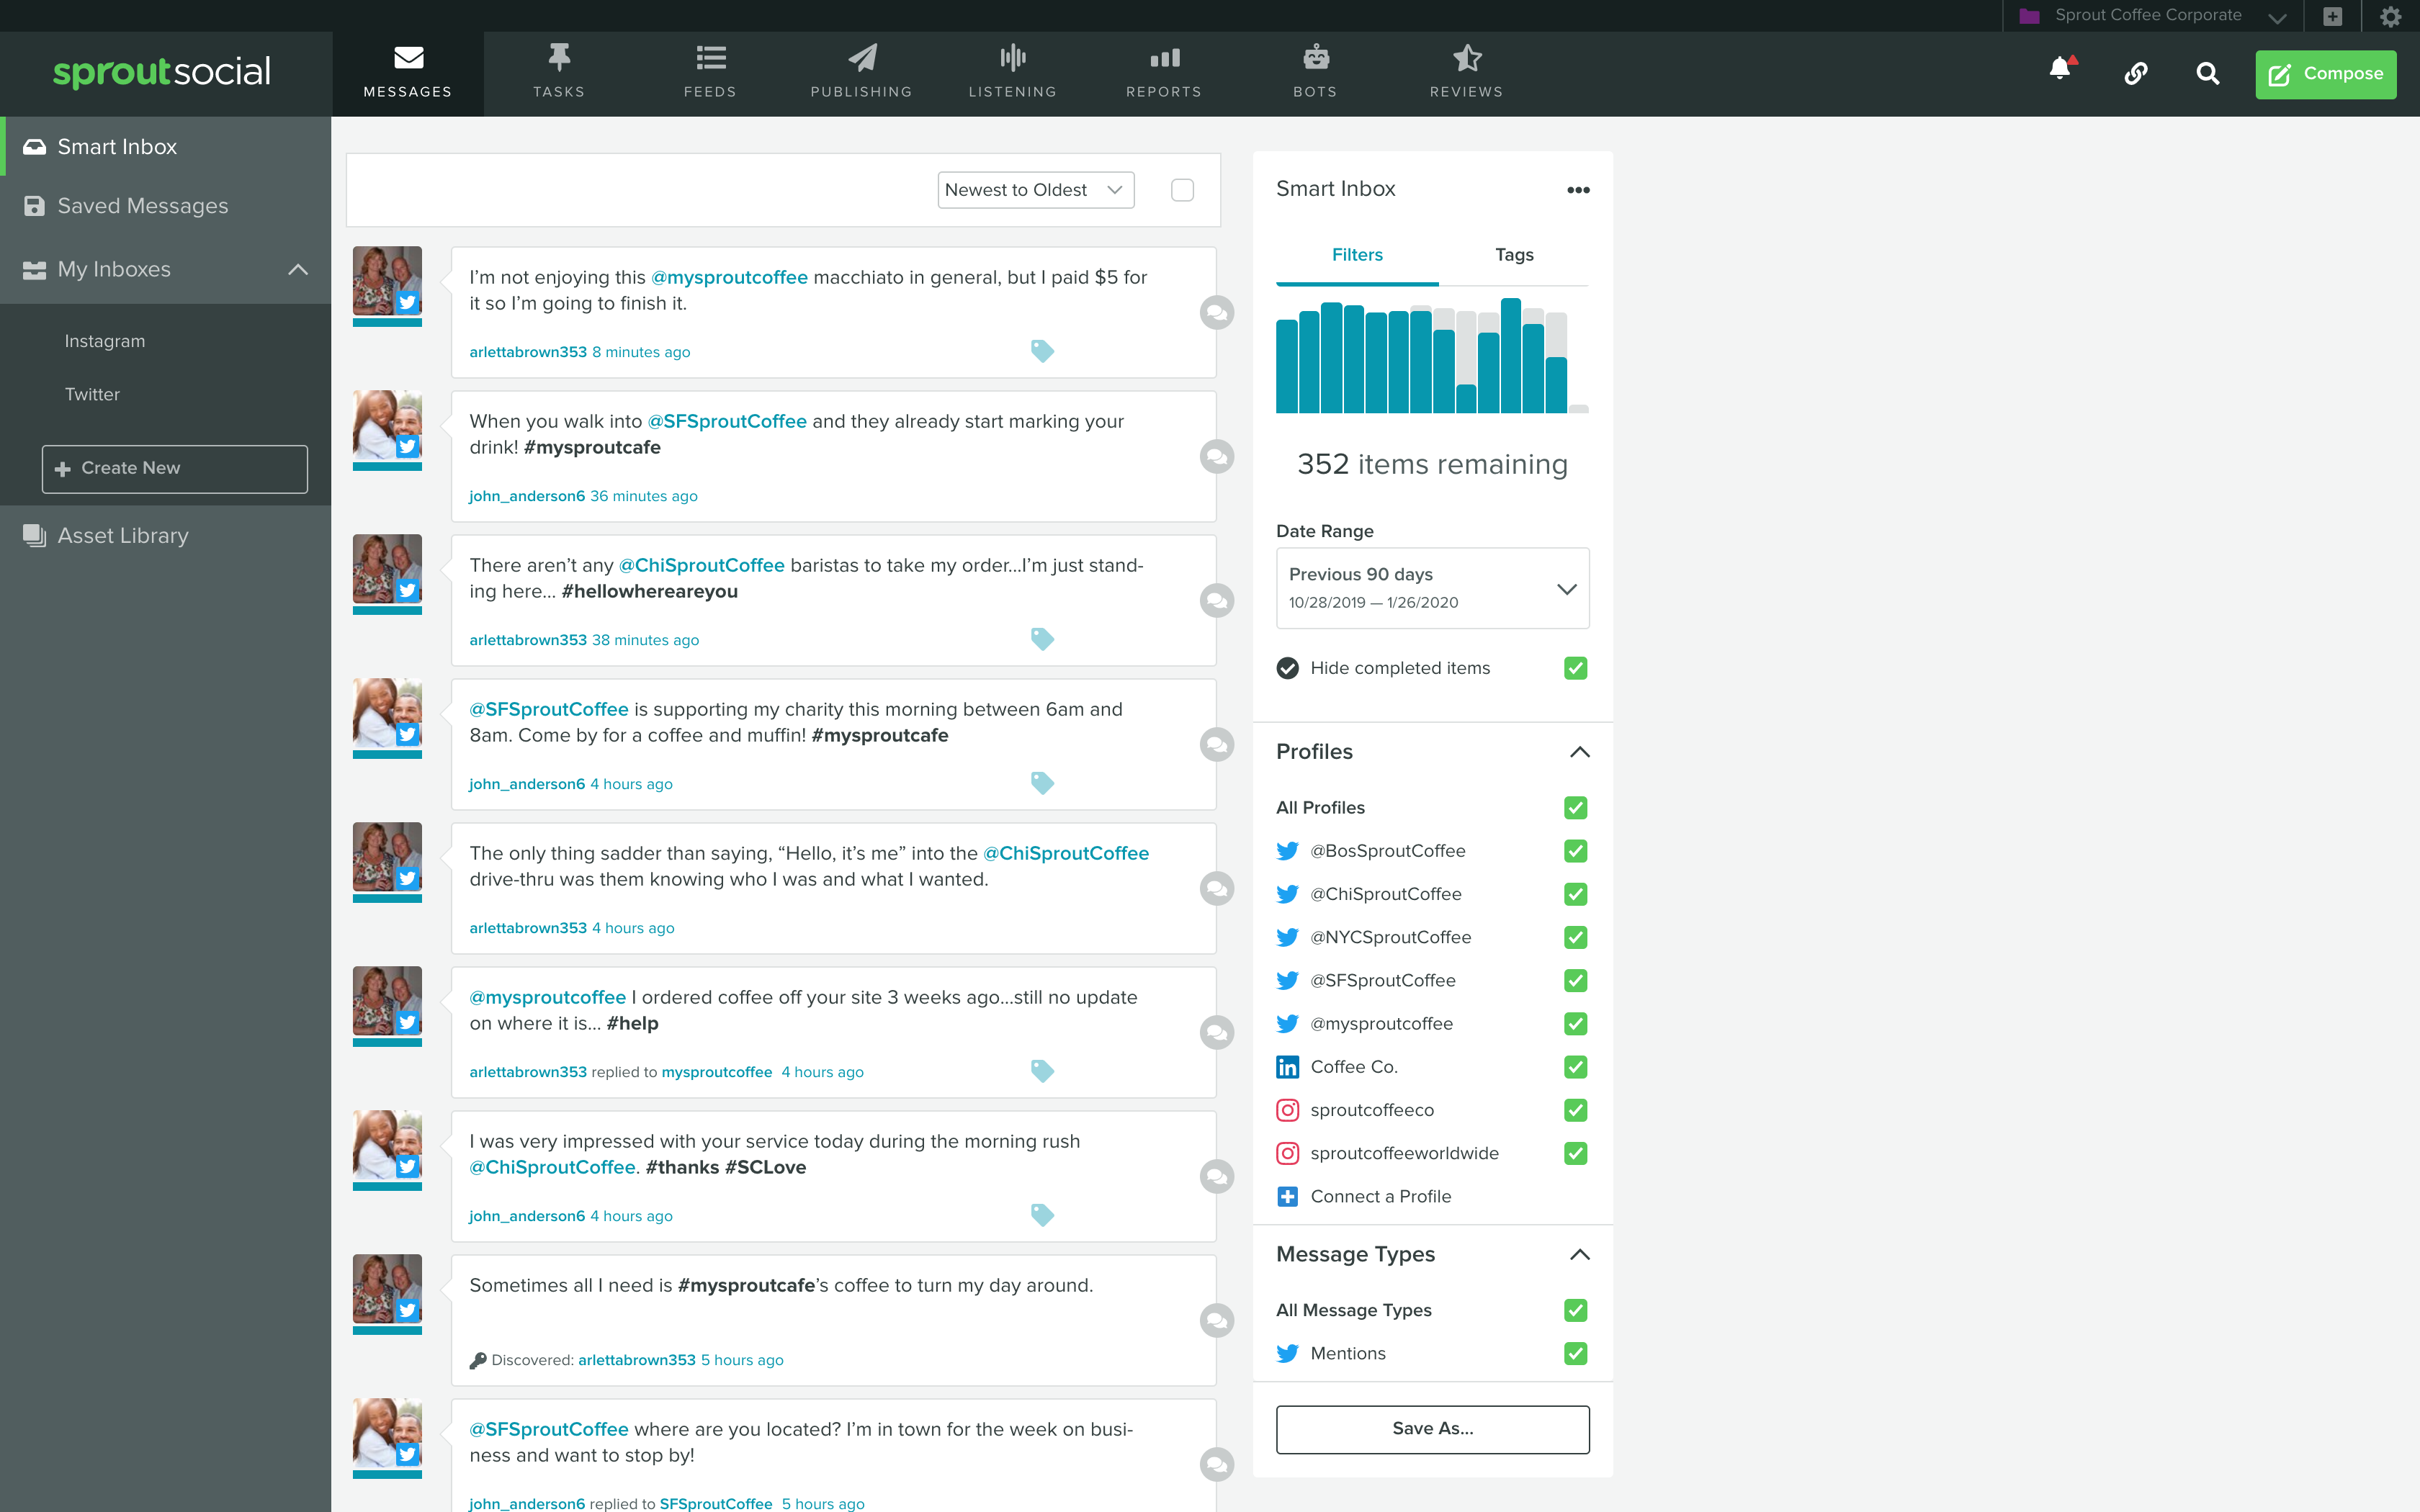 Sprout Coffee Corporate
sproutsocial
MESSAGES
TASKS
FEEDS
PUBLISHING
LISTENING
REPORTS
BOTS
REVIEWS
Compose
Smart Inbox
Saved Messages
My Inboxes
Instagram
Twitter
Create New
Asset Library
Newest to Oldest
I’m not enjoying this @mysproutcoffee macchiato in general, but I paid $5 for
it so I’m going to finish it.
arlettabrown353 8 minutes ago
When you walk into @SFSproutCoffee and they already start marking your
drink! #mysproutcafe
john_anderson6 36 minutes ago
There aren’t any @ChiSproutCoffee baristas to take my order...I’m just stand-
ing here... #hellowhereareyou
arlettabrown353 38 minutes ago
@SFSproutCoffee is supporting my charity this morning between 6am and
8am. Come by for a coffee and muffin! #mysproutcafe
john_anderson6 4 hours ago
The only thing sadder than saying, “Hello, it’s me” into the @ChiSproutCoffee
drive-thru was them knowing who I was and what I wanted.
arlettabrown353 4 hours ago
@mysproutcoffee I ordered coffee off your site 3 weeks ago...still no update
on where it is... #help
arlettabrown353 replied to mysproutcoffee 4 hours ago
I was very impressed with your service today during the morning rush
@ChiSproutCoffee. #thanks #SCLove
john_anderson6 4 hours ago
Sometimes all I need is #mysproutcafe’s coffee to turn my day around.
Discovered: arlettabrown353 5 hours ago
@SFSproutCoffee where are you located? I’m in town for the week on busi-
ness and want to stop by!
john_anderson6 replied to SFSproutCoffee 5 hours ago
Smart Inbox
Filters
Tags
352 items remaining
Date Range
Previous 90 days
10/28/2019 — 1/26/2020
Hide completed items
Profiles
All Profiles
@BosSproutCoffee
@ChiSproutCoffee
@NYCSproutCoffee
@SFSproutCoffee
@mysproutcoffee
Coffee Co.
sproutcoffeeco
sproutcoffeeworldwide
Connect a Profile
Message Types
All Message Types
Mentions
Save As...